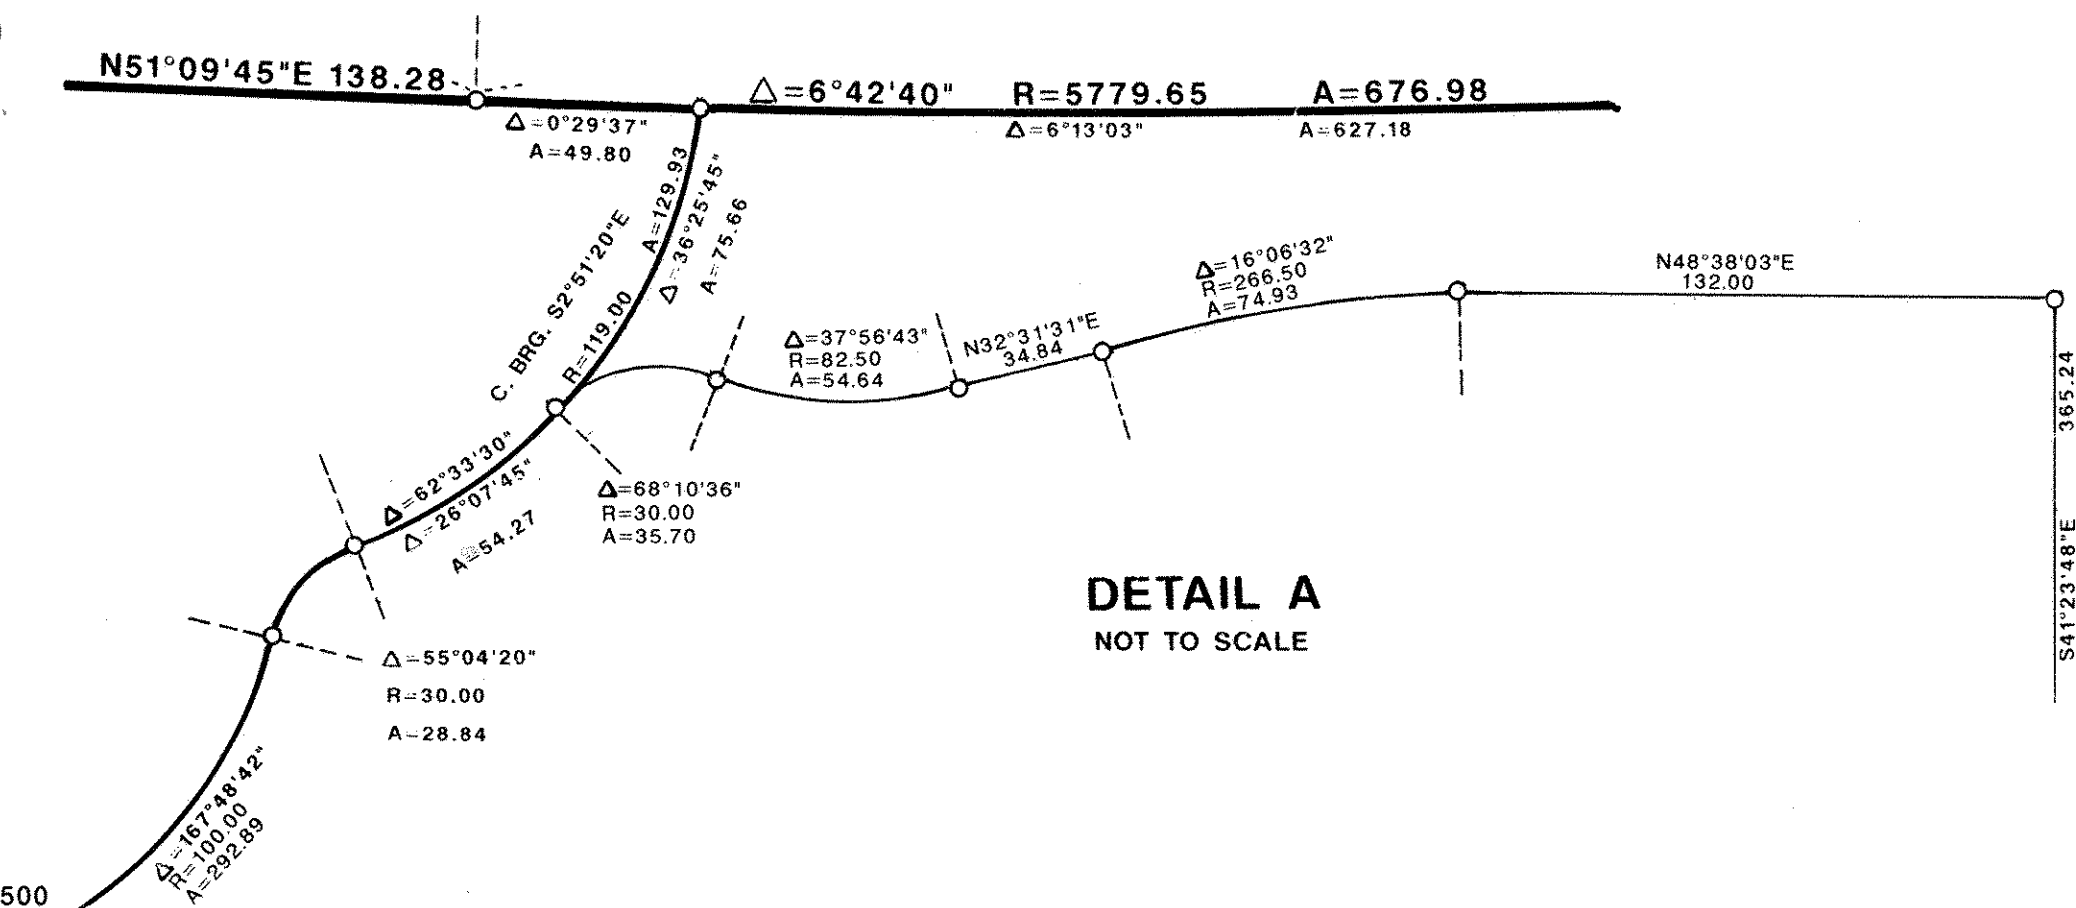 N51°09'45"E 138.28
△=6°42'40" R=5779.65 A=676.98
△=0°29'37"
A=49.80
△=6°13'03" A=627.18
C. BRG. S2°51'20"E
R=119.00 A=129.93
△=36°25'45"
A=75.66
△=16°06'32"
R=266.50
A=74.93
N48°38'03"E
132.00
△=37°56'43"
R=82.50
A=54.64
N32°31'31"E
34.84
S41°23'48"E 365.24
△=62°33'30"
△=26°07'45"
A=54.27
△=68°10'36"
R=30.00
A=35.70
DETAIL A
NOT TO SCALE
△=55°04'20"
R=30.00
A=28.84
△=167°48'42"
R=100.00
A=292.89
500